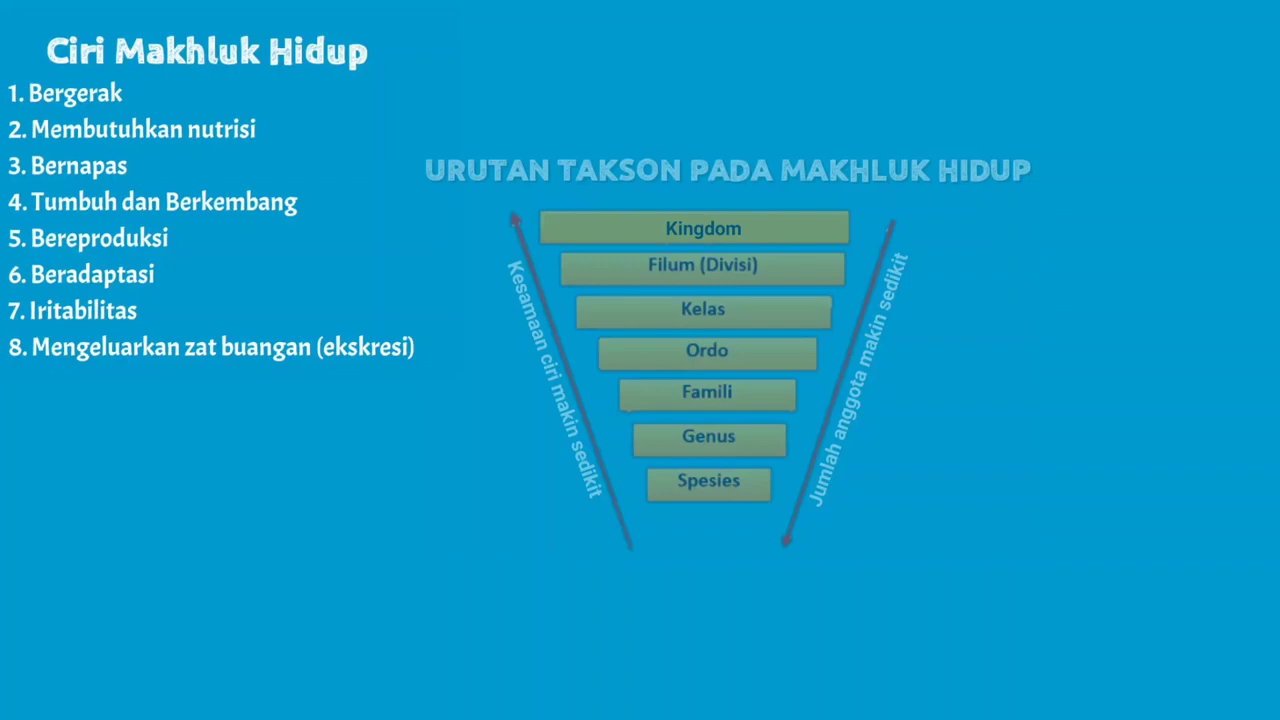 Ciri Makhluk Hidup
1. Bergerak
2. Membutuhkan nutrisi
3. Bernapas
4. Tumbuh dan Berkembang
5. Bereproduksi
6. Beradaptasi
7. Iritabilitas
8. Mengeluarkan zat buangan (ekskresi)
URUTAN TAKSON PADA MAKHLUK HIDUP
Kingdom
Filum (Divisi)
Kelas
Ordo
Famili
Genus
Spesies
Kesamaan ciri makin sedikit
Jumlah anggota makin sedikit